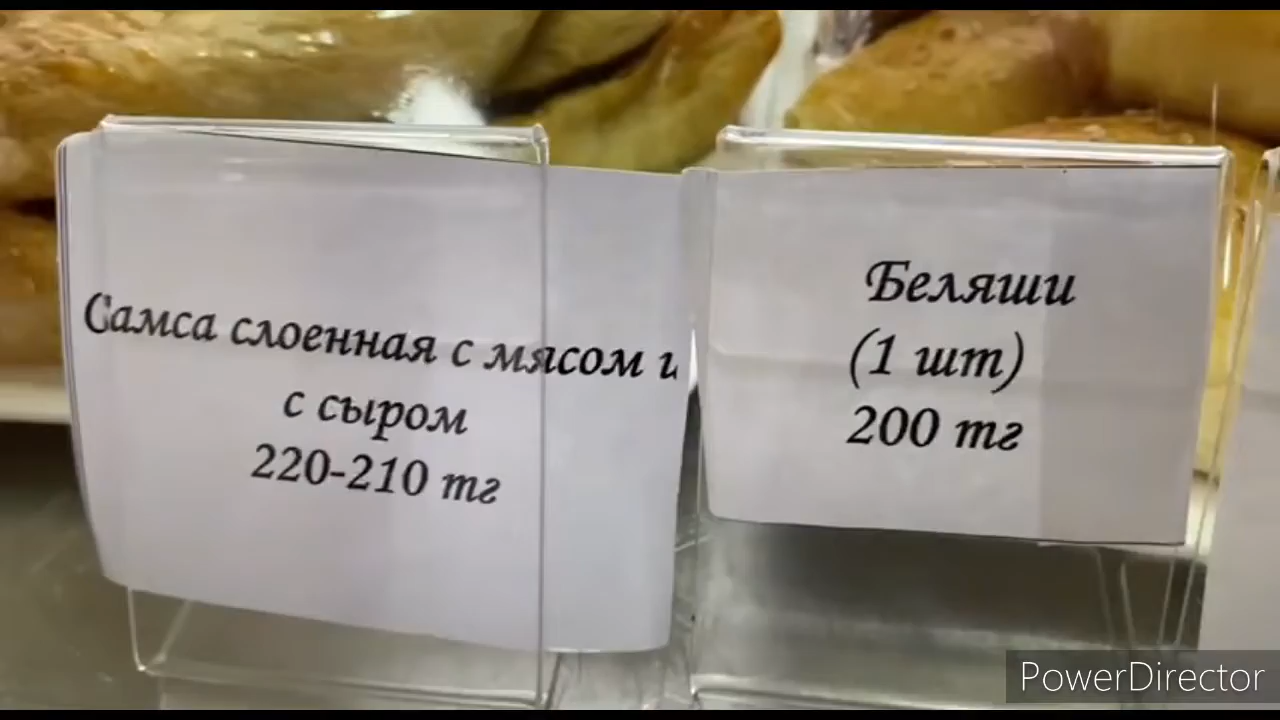 Самса слоенная с мясом и
с сыром
220-210 тг
Беляши
(1 шт)
200 тг
PowerDirector